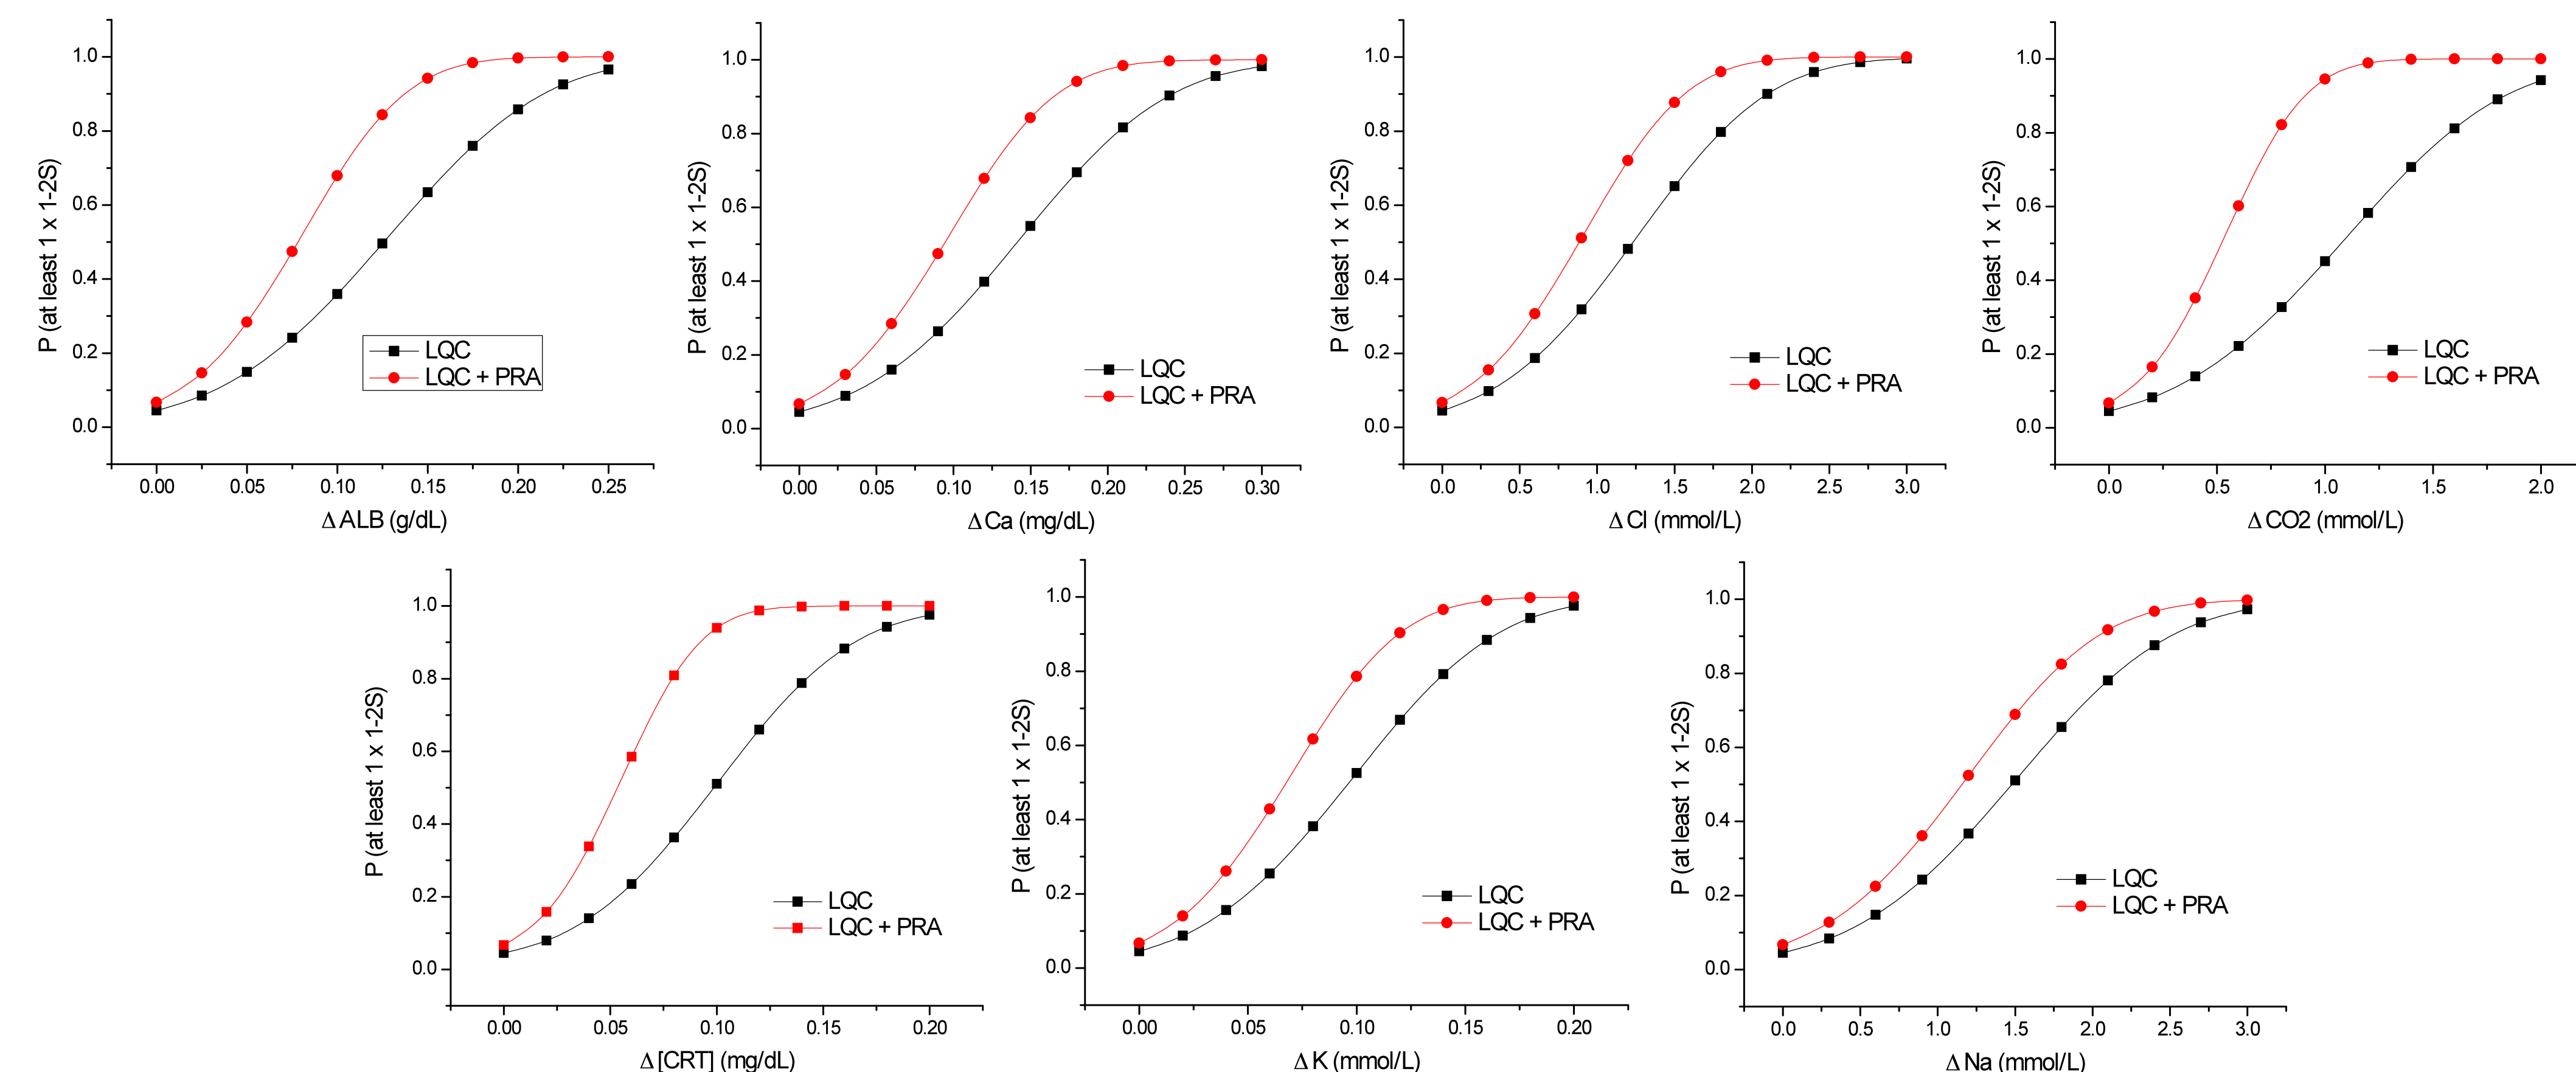 P (at least 1 x 1-2S)
1.0
0.8
0.6
0.4
0.2
0.0
LQC
LQC + PRA
0.00 0.05 0.10 0.15 0.20 0.25
Δ ALB (g/dL)
P (at least 1 x 1-2S)
1.0
0.8
0.6
0.4
0.2
0.0
LQC
LQC + PRA
0.00 0.05 0.10 0.15 0.20 0.25 0.30
Δ Ca (mg/dL)
P (at least 1 x 1-2S)
1.0
0.8
0.6
0.4
0.2
0.0
LQC
LQC + PRA
0.0 0.5 1.0 1.5 2.0 2.5 3.0
Δ Cl (mmol/L)
P (at least 1 x 1-2S)
1.0
0.8
0.6
0.4
0.2
0.0
LQC
LQC + PRA
0.0 0.5 1.0 1.5 2.0
Δ CO2 (mmol/L)
P (at least 1 x 1-2S)
1.0
0.8
0.6
0.4
0.2
0.0
LQC
LQC + PRA
0.00 0.05 0.10 0.15 0.20
Δ [CRT] (mg/dL)
P (at least 1 x 1-2S)
1.0
0.8
0.6
0.4
0.2
0.0
LQC
LQC + PRA
0.00 0.05 0.10 0.15 0.20
Δ K (mmol/L)
P (at least 1 x 1-2S)
1.0
0.8
0.6
0.4
0.2
0.0
LQC
LQC + PRA
0.0 0.5 1.0 1.5 2.0 2.5 3.0
Δ Na (mmol/L)